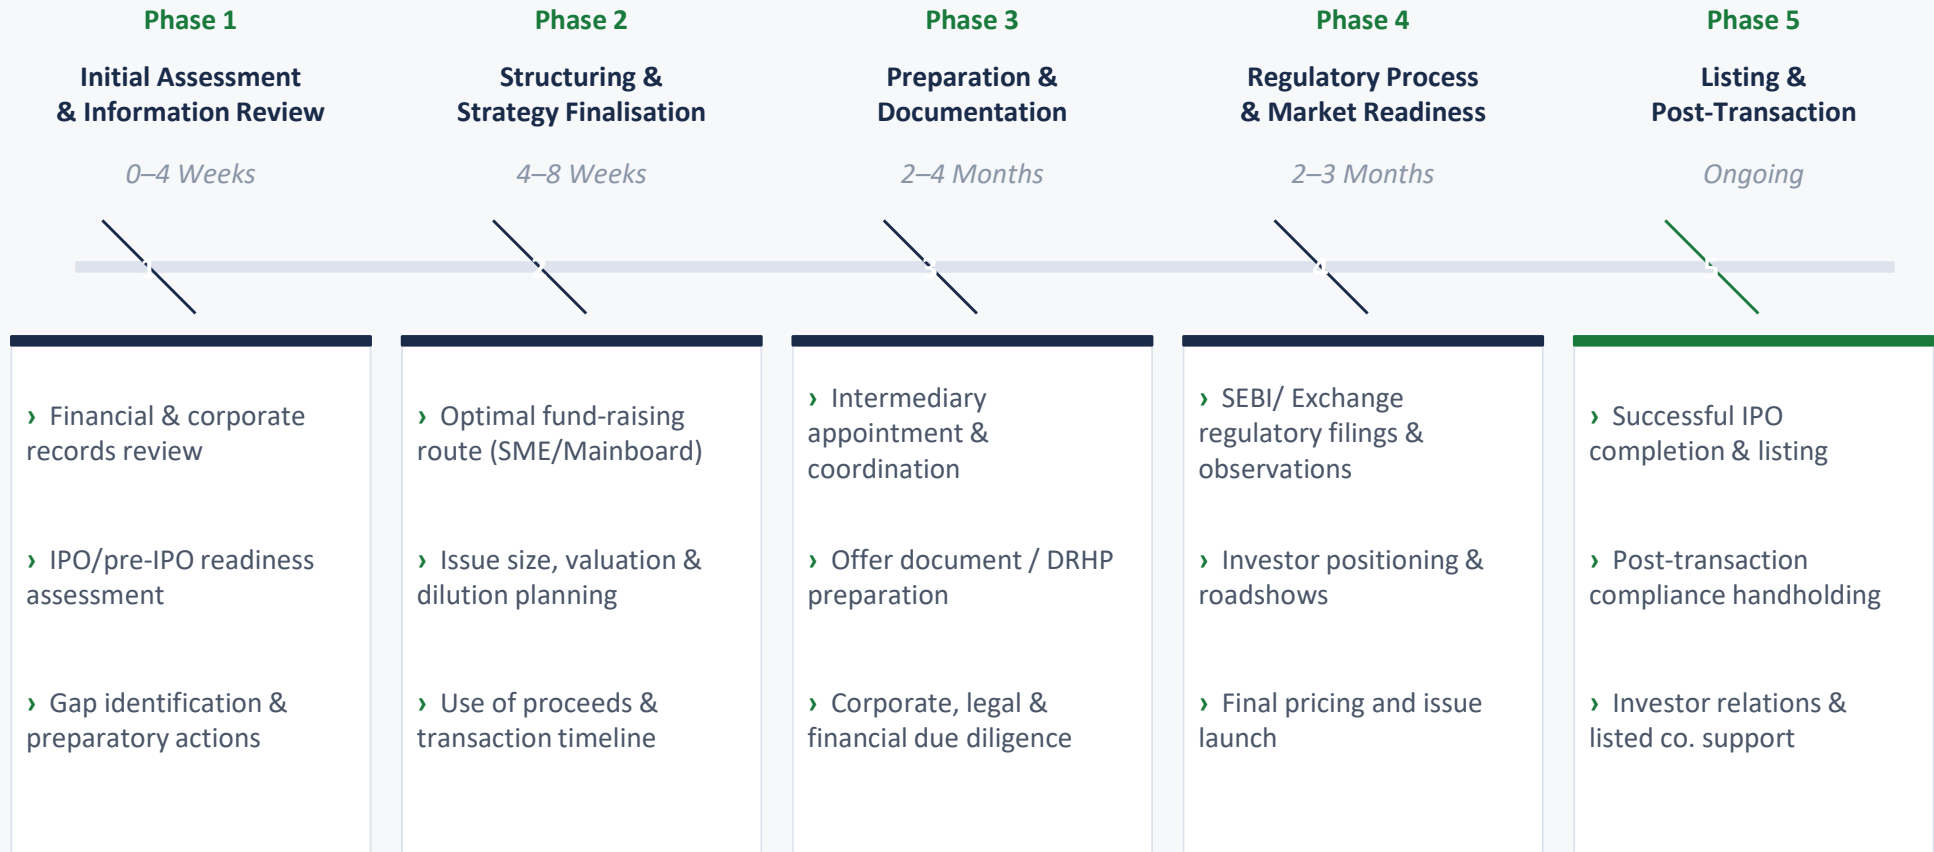 Phase 1
Initial Assessment
& Information Review
0–4 Weeks
1
› Financial & corporate
records review
› IPO/pre-IPO readiness
assessment
› Gap identification &
preparatory actions
Phase 2
Structuring &
Strategy Finalisation
4–8 Weeks
2
› Optimal fund-raising
route (SME/Mainboard)
› Issue size, valuation &
dilution planning
› Use of proceeds &
transaction timeline
Phase 3
Preparation &
Documentation
2–4 Months
3
› Intermediary
appointment &
coordination
› Offer document / DRHP
preparation
› Corporate, legal &
financial due diligence
Phase 4
Regulatory Process
& Market Readiness
2–3 Months
4
› SEBI/ Exchange
regulatory filings &
observations
› Investor positioning &
roadshows
› Final pricing and issue
launch
Phase 5
Listing &
Post-Transaction
Ongoing
5
› Successful IPO
completion & listing
› Post-transaction
compliance handholding
› Investor relations &
listed co. support